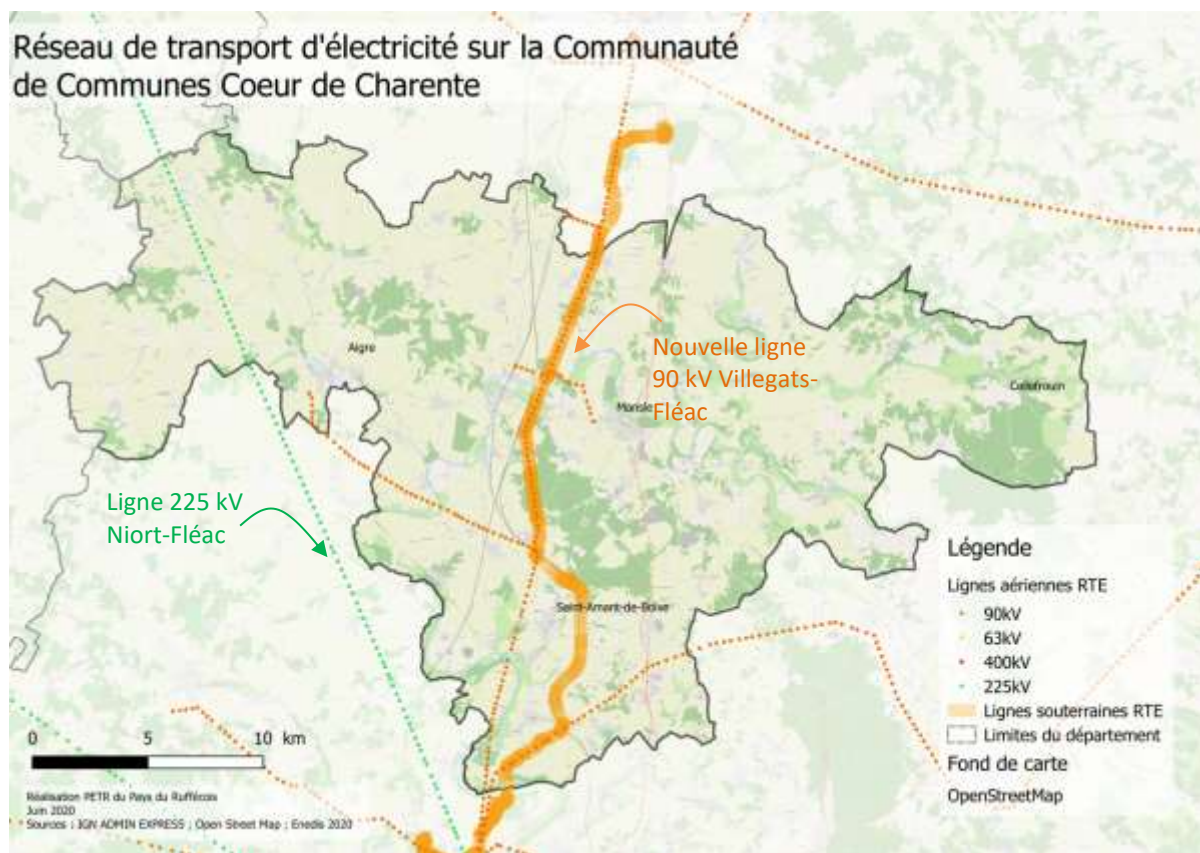 Réseau de transport d'électricité sur la Communauté
de Communes Coeur de Charente
Aigre
Nouvelle ligne
90 kV Villegats-
Fléac
Mansle
Cellefrouin
Ligne 225 kV
Niort-Fléac
Saint-Amant-de-Boixe
Légende
Lignes aériennes RTE
90kV
63kV
400kV
225kV
Lignes souterraines RTE
Limites du département
Fond de carte
OpenStreetMap
0 5 10 km
Réalisation PETR du Pays du Ruffécois
Juin 2020
Sources : IGN ADMIN EXPRESS ; Open Street Map ; Enedis 2020